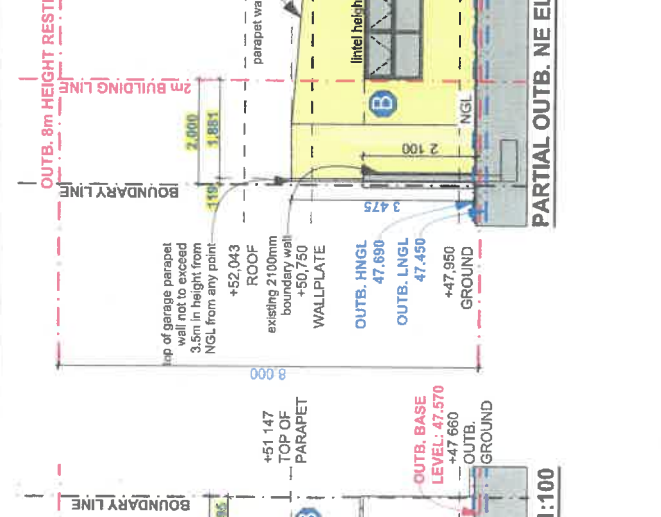 OUTB. 8m HEIGHT RESTR
parapet wa
lintel heigh
2m BUILDING LINE
2,000
1,881
119
BOUNDARY LINE
B
NGL
2 100
3 475
top of garage parapet
wall not to exceed
3.5m in height from
NGL from any point
+52,043
ROOF
existing 2100mm
boundary wall
+50,750
WALLPLATE
OUTB. HNGL
47.690
OUTB. LNGL
47.450
+47,950
GROUND
PARTIAL OUTB. NE EL
8 000
+51 147
TOP OF
PARAPET
OUTB. BASE
LEVEL: 47.570
+47 660
OUTB.
GROUND
BOUNDARY LINE
1:100